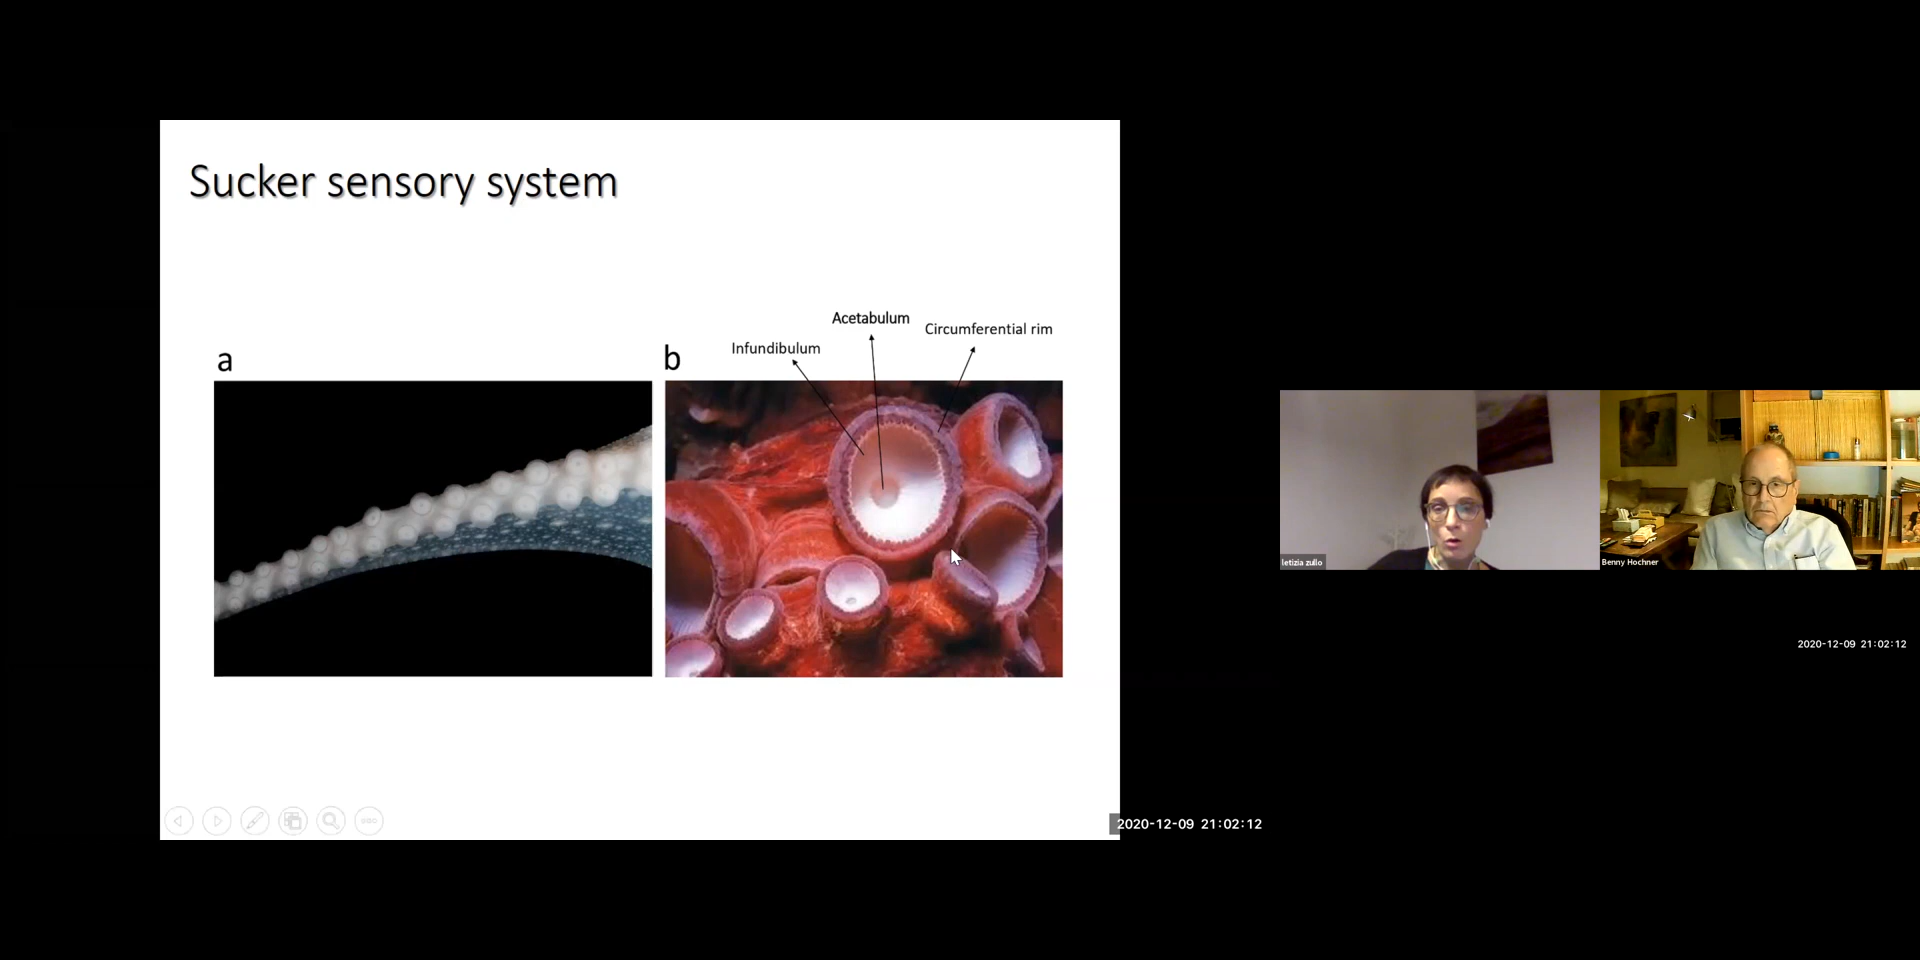 Sucker sensory system
Acetabulum
Circumferential rim
Infundibulum
a
b
letizia zullo
Benny Hochner
2020-12-09 21:02:12
2020-12-09 21:02:12